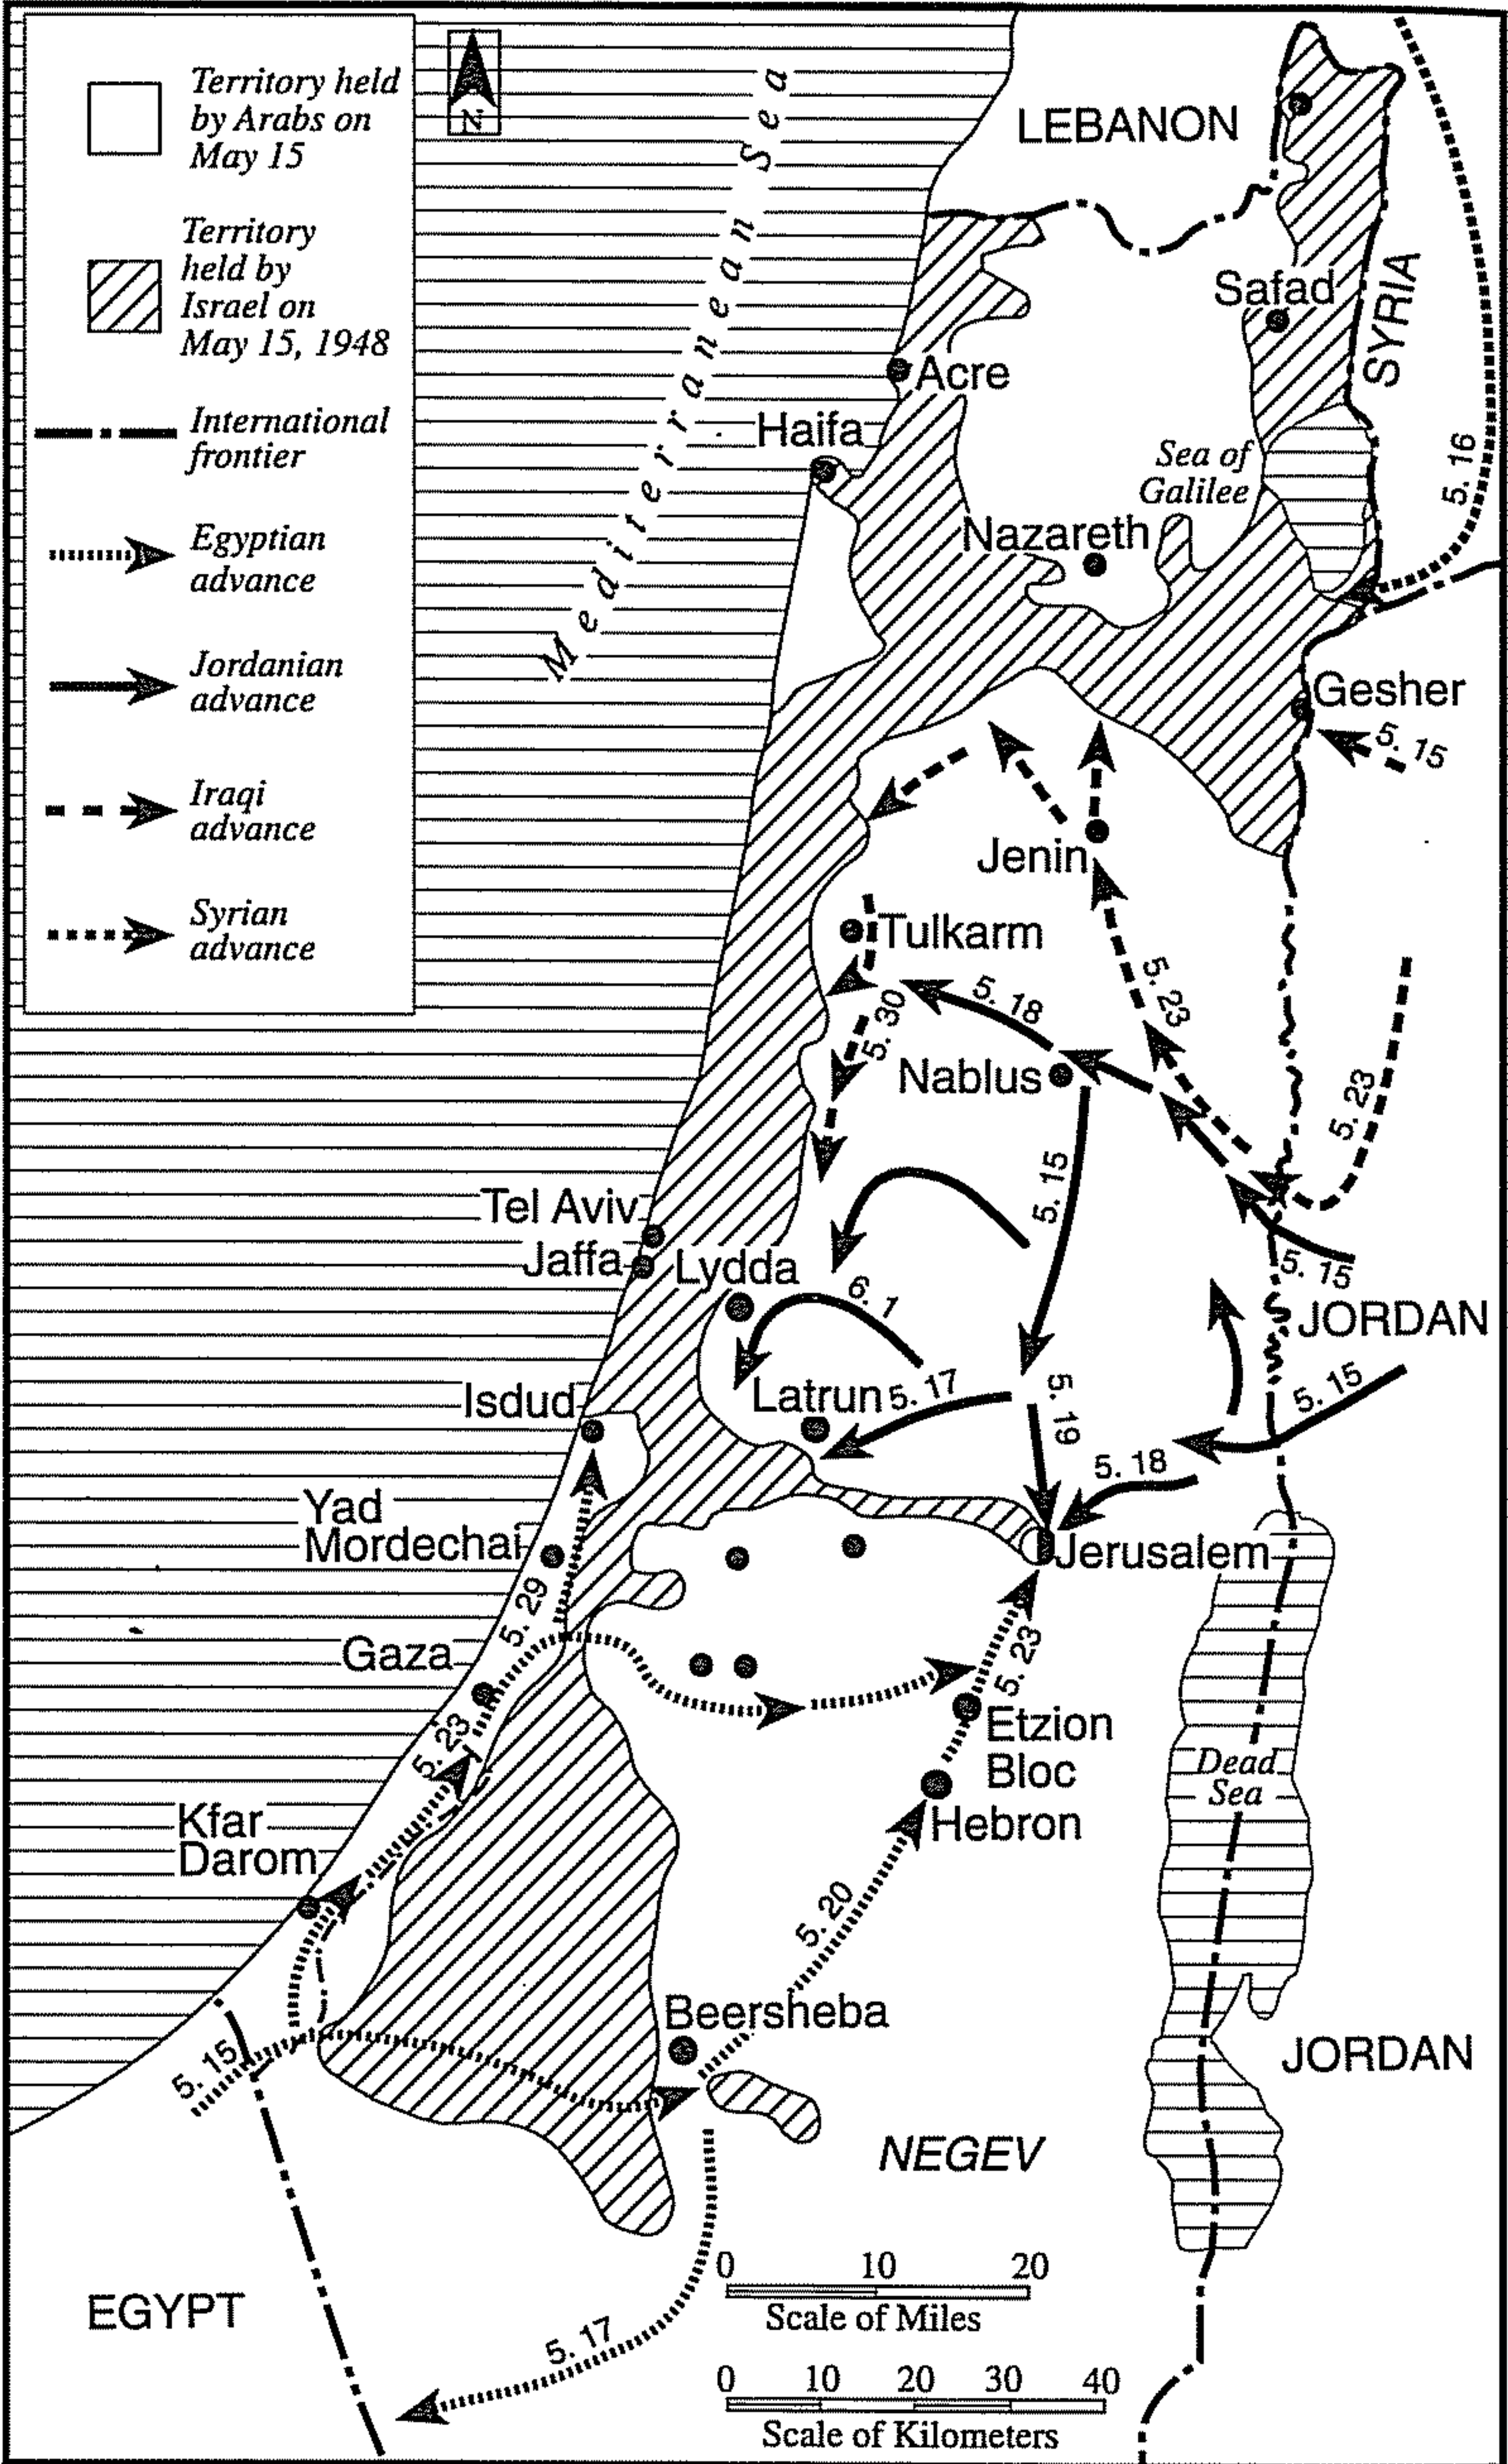 Territory held
by Arabs on
May 15
Territory
held by
Israel on
May 15, 1948
International
frontier
Egyptian
advance
Jordanian
advance
Iraqi
advance
Syrian
advance
N
Mediterranean Sea
LEBANON
Safad
SYRIA
Acre
5. 16
Haifa
Sea of
Galilee
Nazareth
Gesher
5. 15
Jenin
Tulkarm
5. 23
5. 18
5. 30
Nablus
5. 23
5. 15
Tel Aviv
Jaffa
Lydda
5. 15
6. 1
JORDAN
Isdud
Latrun
5. 17
5. 19
5. 15
5. 18
Yad
Mordechai
Jerusalem
5. 29
Gaza
5. 23
Etzion
Bloc
5. 23
Dead
Sea
Kfar
Darom
Hebron
5. 20
Beersheba
5. 15
JORDAN
NEGEV
0 10 20
Scale of Miles
EGYPT
5. 17
0 10 20 30 40
Scale of Kilometers